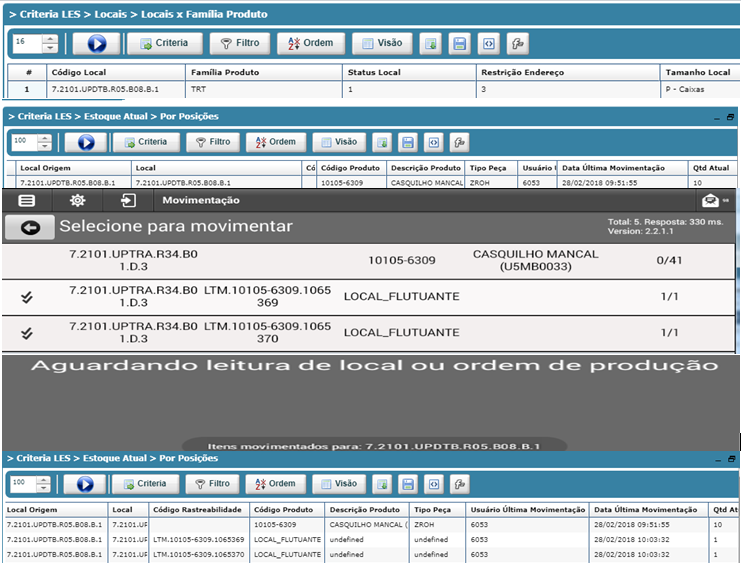 > Criteria LES > Locais > Locais x Família Produto
16 Criteria Filtro Ordem Visão
# Código Local Família Produto Status Local Restrição Endereço Tamanho Local
1 7.2101.UPDTB.R05.B08.B.1 TRT 1 3 P - Caixas
> Criteria LES > Estoque Atual > Por Posições
100 Criteria Filtro Ordem Visão
Local Origem Local Có Código Produto Descrição Produto Tipo Peça Usuário Data Última Movimentação Qtd Atual
7.2101.UPDTB.R05.B08.B.1 7.2101.UPDTB.R05.B08.B.1 10105-6309 CASQUILHO MANCAL ZROH 6053 28/02/2018 09:51:55 10
Movimentação
Selecione para movimentar Total: 5. Resposta: 330 ms.
Version: 2.2.1.1
7.2101.UPTRA.R34.B0 10105-6309 CASQUILHO MANCAL 0/41
1.D.3 (U5MB0033)
7.2101.UPTRA.R34.B0 LTM.10105-6309.1065 LOCAL_FLUTUANTE 1/1
1.D.3 369
7.2101.UPTRA.R34.B0 LTM.10105-6309.1065 LOCAL_FLUTUANTE 1/1
1.D.3 370
Aguardando leitura de local ou ordem de produção
Itens movimentados para: 7.2101.UPDTB.R05.B08.B.1
> Criteria LES > Estoque Atual > Por Posições
100 Criteria Filtro Ordem Visão
Local Origem Local Código Rastreabilidade Código Produto Descrição Produto Tipo Peça Usuário Última Movimentação Data Última Movimentação Qtd Atu
7.2101.UPDTB.R05.B08.B.1 7.2101.UF 10105-6309 CASQUILHO MANCAL ( ZROH 6053 28/02/2018 09:51:55 10
7.2101.UPDTB.R05.B08.B.1 7.2101.UF LTM.10105-6309.1065369 LOCAL_FLUTUANTE undefined undefined 6053 28/02/2018 10:03:32 1
7.2101.UPDTB.R05.B08.B.1 7.2101.UF LTM.10105-6309.1065370 LOCAL_FLUTUANTE undefined undefined 6053 28/02/2018 10:03:32 1